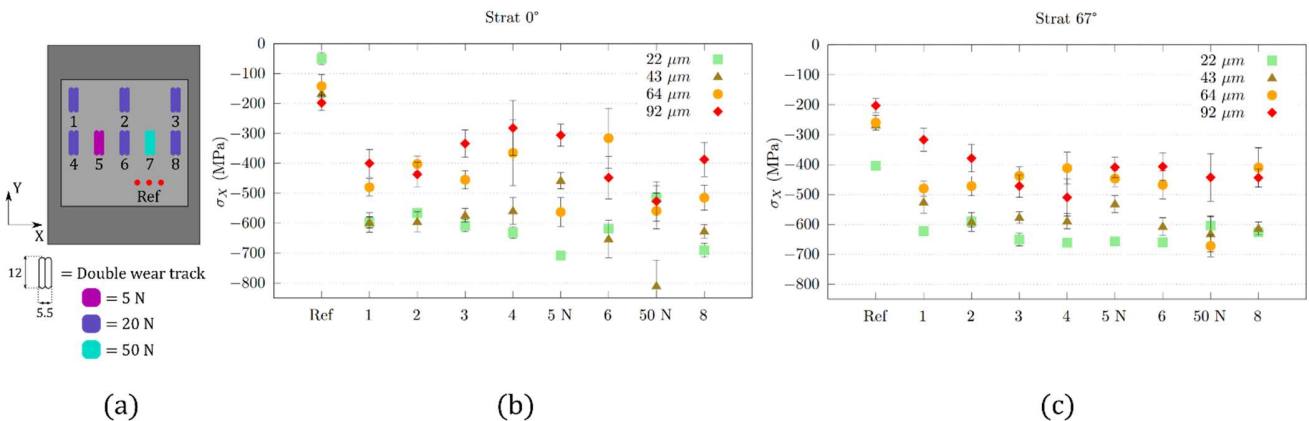 Y
X
1
2
3
4
5
6
7
8
Ref
12
5.5
= Double wear track
= 5 N
= 20 N
= 50 N
(a)
Strat 0°
σX (MPa)
0
−100
−200
−300
−400
−500
−600
−700
−800
22 μm
43 μm
64 μm
92 μm
Ref 1 2 3 4 5 N 6 50 N 8
(b)
Strat 67°
σX (MPa)
0
−100
−200
−300
−400
−500
−600
−700
−800
22 μm
43 μm
64 μm
92 μm
Ref 1 2 3 4 5 N 6 50 N 8
(c)